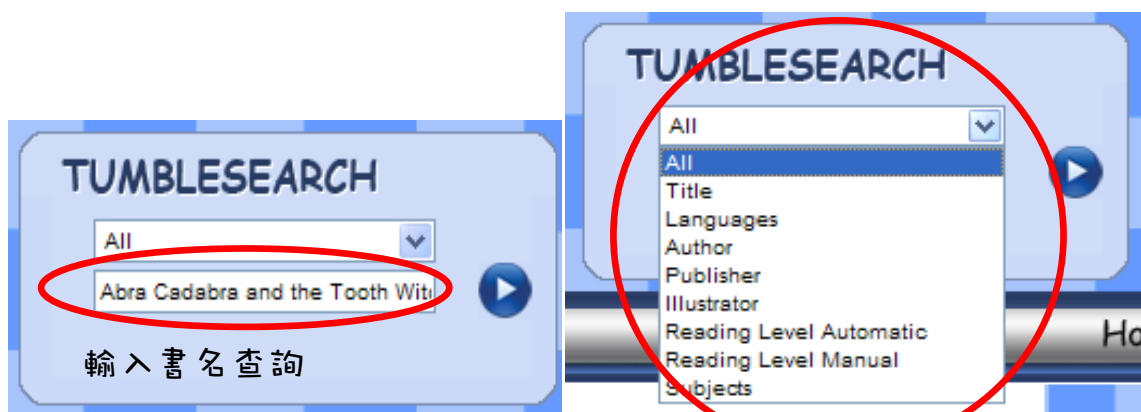 TUMBLESEARCH
All
Abra Cadabra and the Tooth
輸入書名查詢
TUMBLESEARCH
All
All
Title
Languages
Author
Publisher
Illustrator
Reading Level Automatic
Reading Level Manual
Subjects